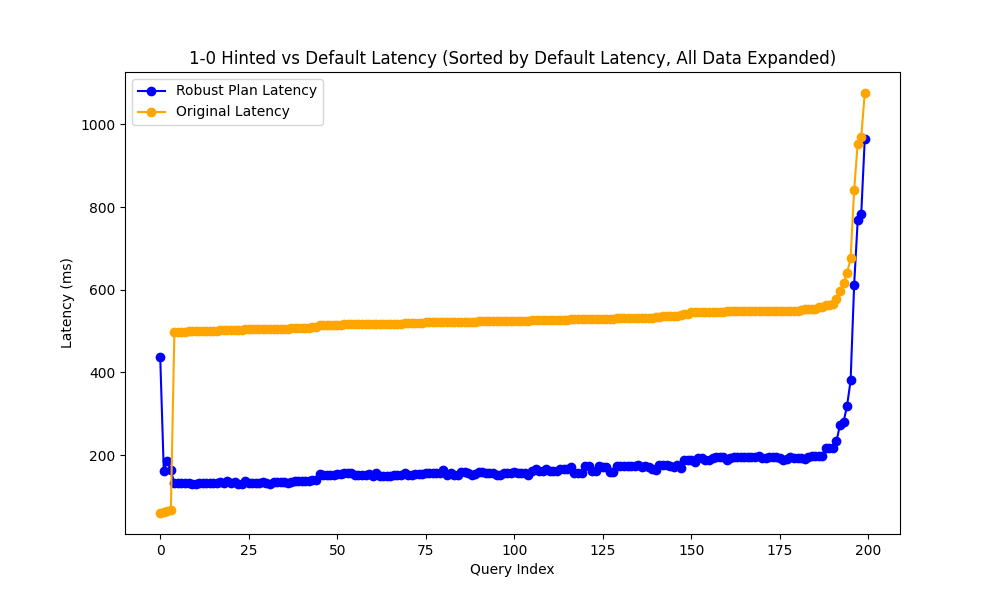 1-0 Hinted vs Default Latency (Sorted by Default Latency, All Data Expanded)
Robust Plan Latency
Original Latency
Latency (ms)
1000
800
600
400
200
0 25 50 75 100 125 150 175 200
Query Index